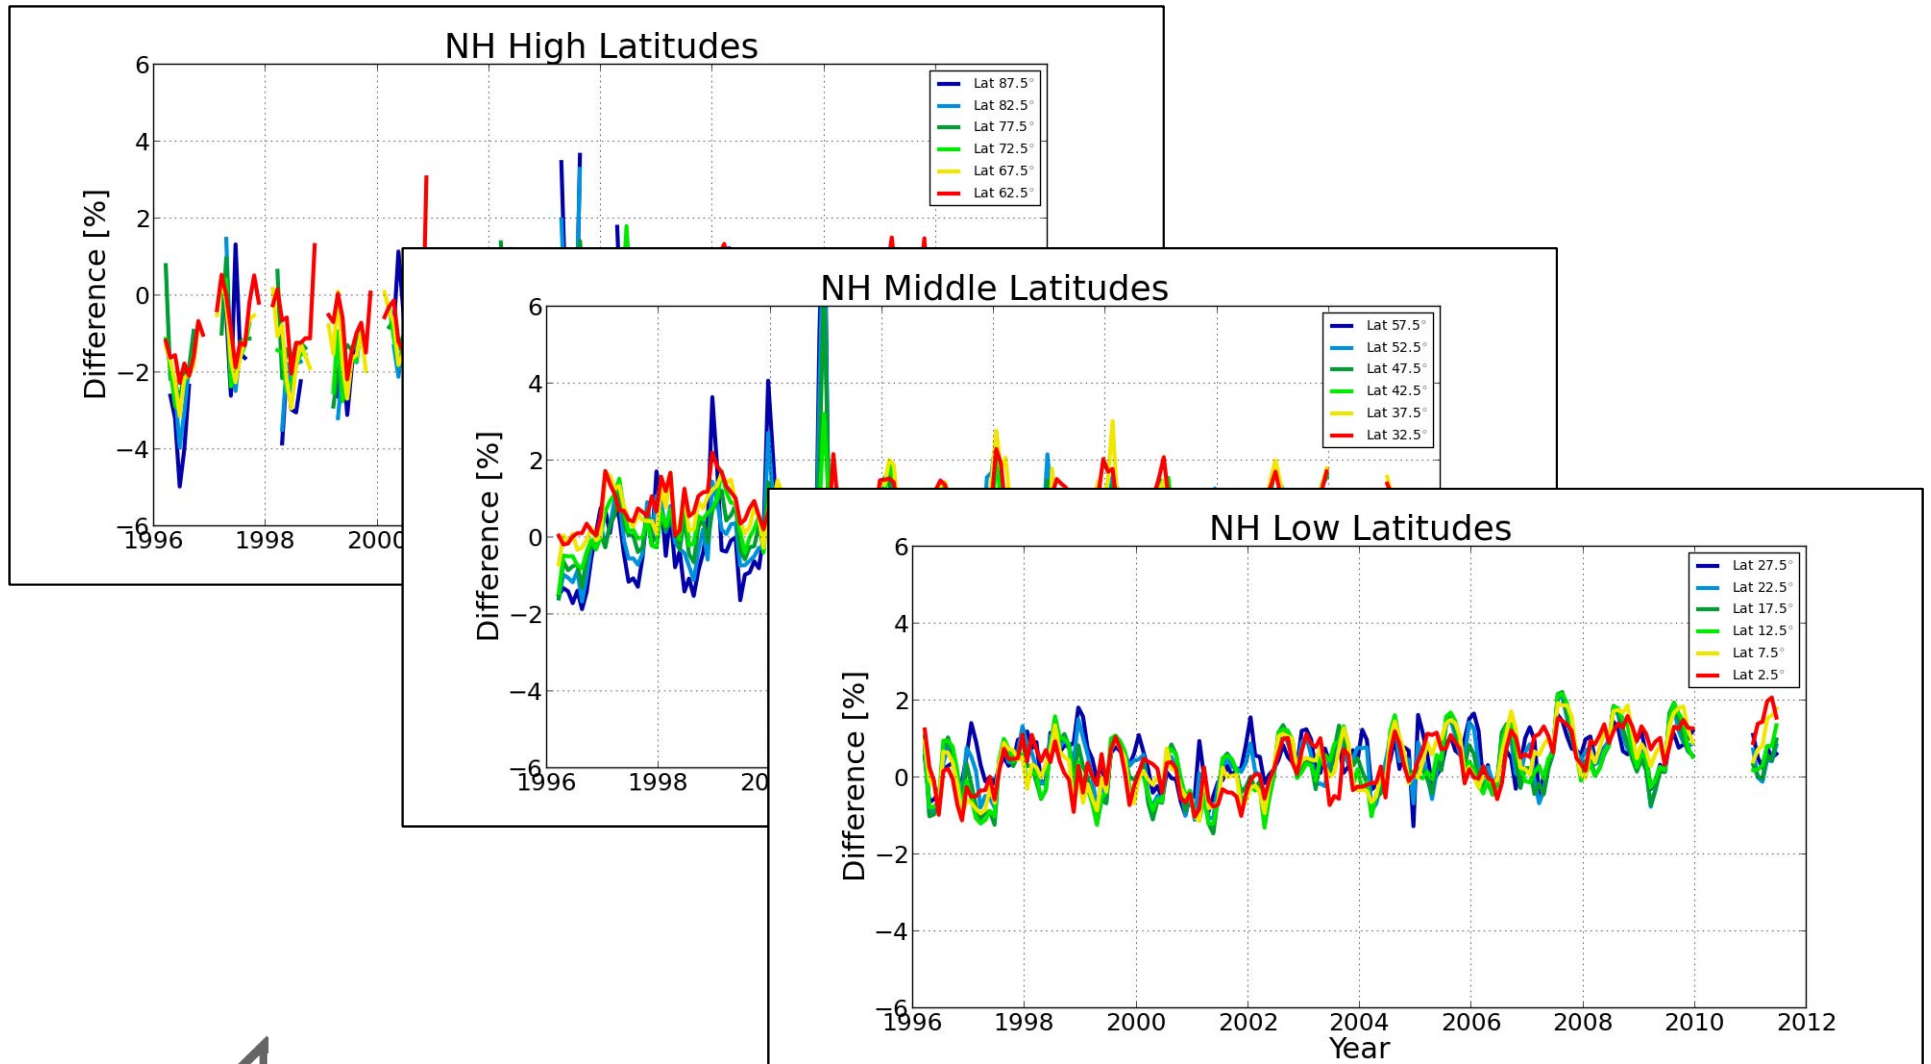 NH High Latitudes
Difference [%]
6
4
2
0
−2
−4
−6
1996
1998
2000
Lat 87.5°
Lat 82.5°
Lat 77.5°
Lat 72.5°
Lat 67.5°
Lat 62.5°
NH Middle Latitudes
Difference [%]
6
4
2
0
−2
−4
−6
1996
1998
20
Lat 57.5°
Lat 52.5°
Lat 47.5°
Lat 42.5°
Lat 37.5°
Lat 32.5°
NH Low Latitudes
Difference [%]
6
4
2
0
−2
−4
−6
1996
1998
2000
2002
2004
2006
2008
2010
2012
Year
Lat 27.5°
Lat 22.5°
Lat 17.5°
Lat 12.5°
Lat 7.5°
Lat 2.5°